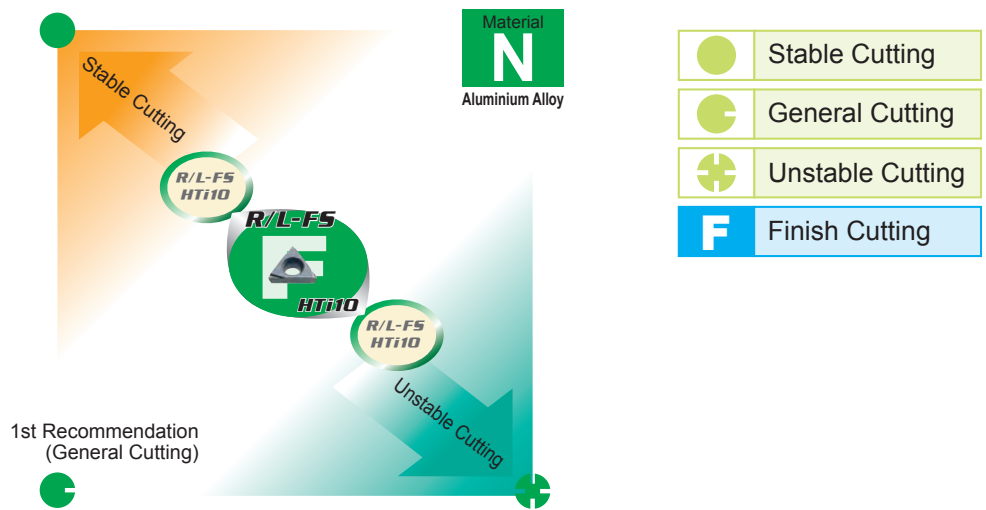 Material
N
Aluminium Alloy
Stable Cutting
R/L-FS
HTi10
R/L-FS
F
HTi10
R/L-FS
HTi10
Unstable Cutting
1st Recommendation
(General Cutting)
Stable Cutting
General Cutting
Unstable Cutting
F Finish Cutting